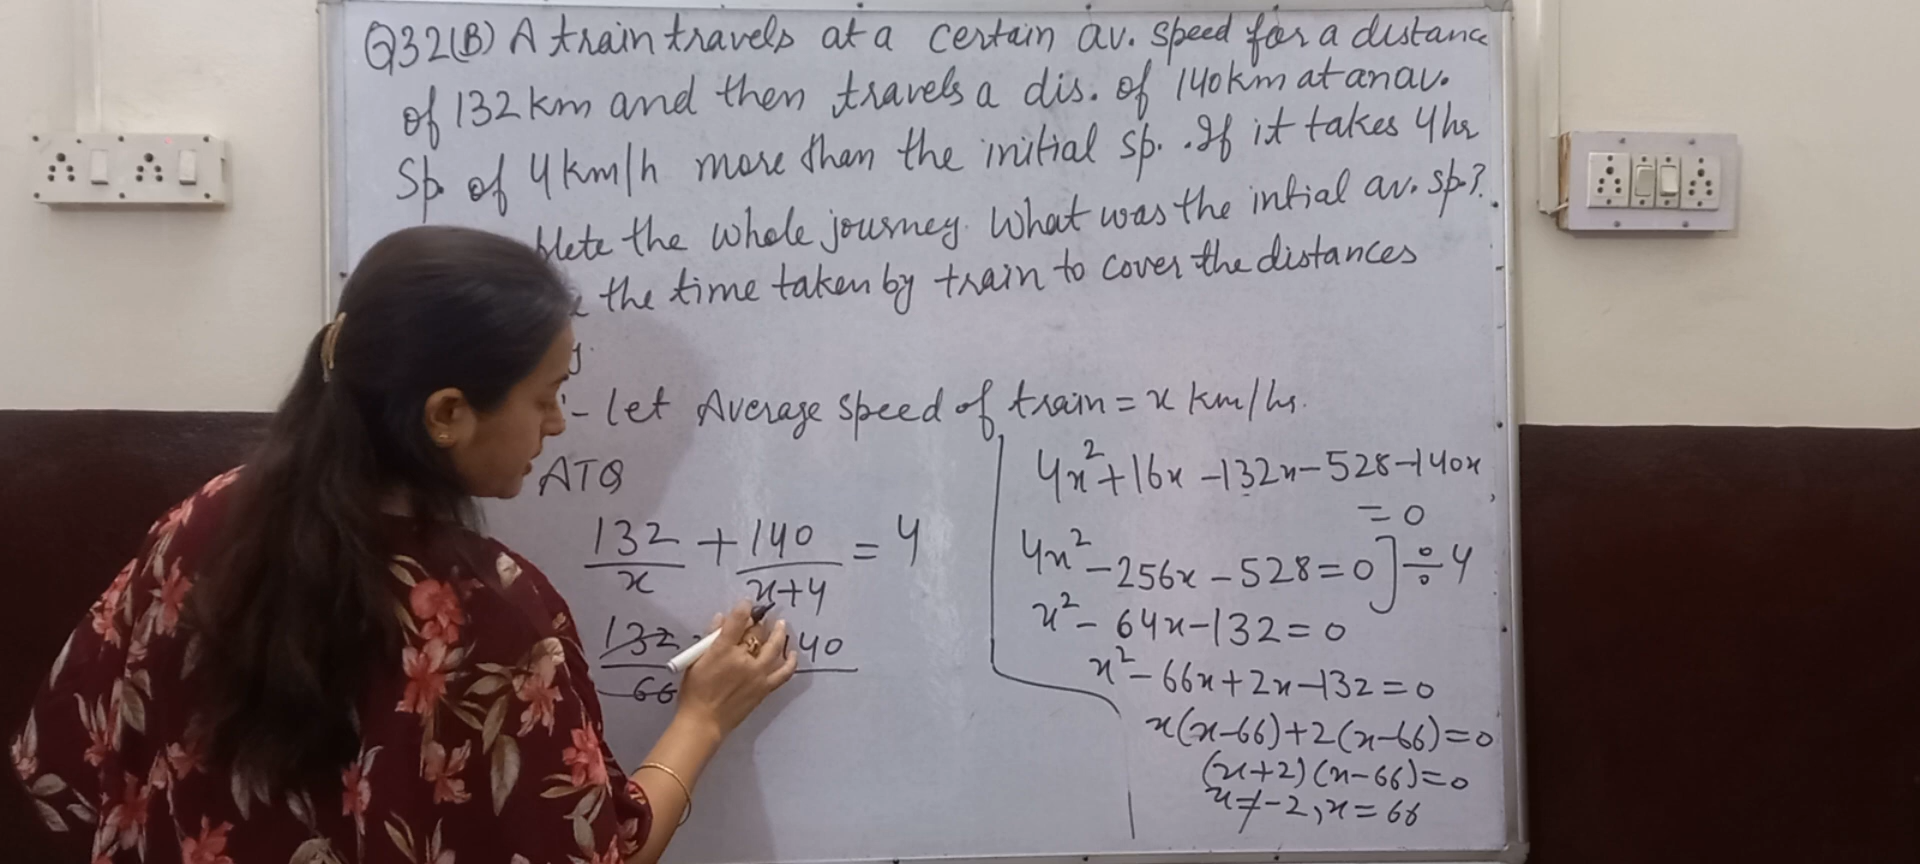 Q32(B) A train travels at a certain av. speed for a distance
of 132 km and then travels a dis. of 140 km at an av.
Sp. of 4 km/h more than the initial sp. If it takes 4 hr
plete the whole journey. What was the intial av. sp.?
the time taken by train to cover the distances
y.
:- Let Average speed of train = x km/hr.
ATQ
132/x + 140/x+4 = 4
132/66 140
4x² + 16x - 132x - 528 - 140x
= 0
4x² - 256x - 528 = 0] ÷ 4
x² - 64x - 132 = 0
x² - 66x + 2x - 132 = 0
x(x-66) + 2(x-66) = 0
(x+2)(x-66) = 0
x ≠ -2, x = 66